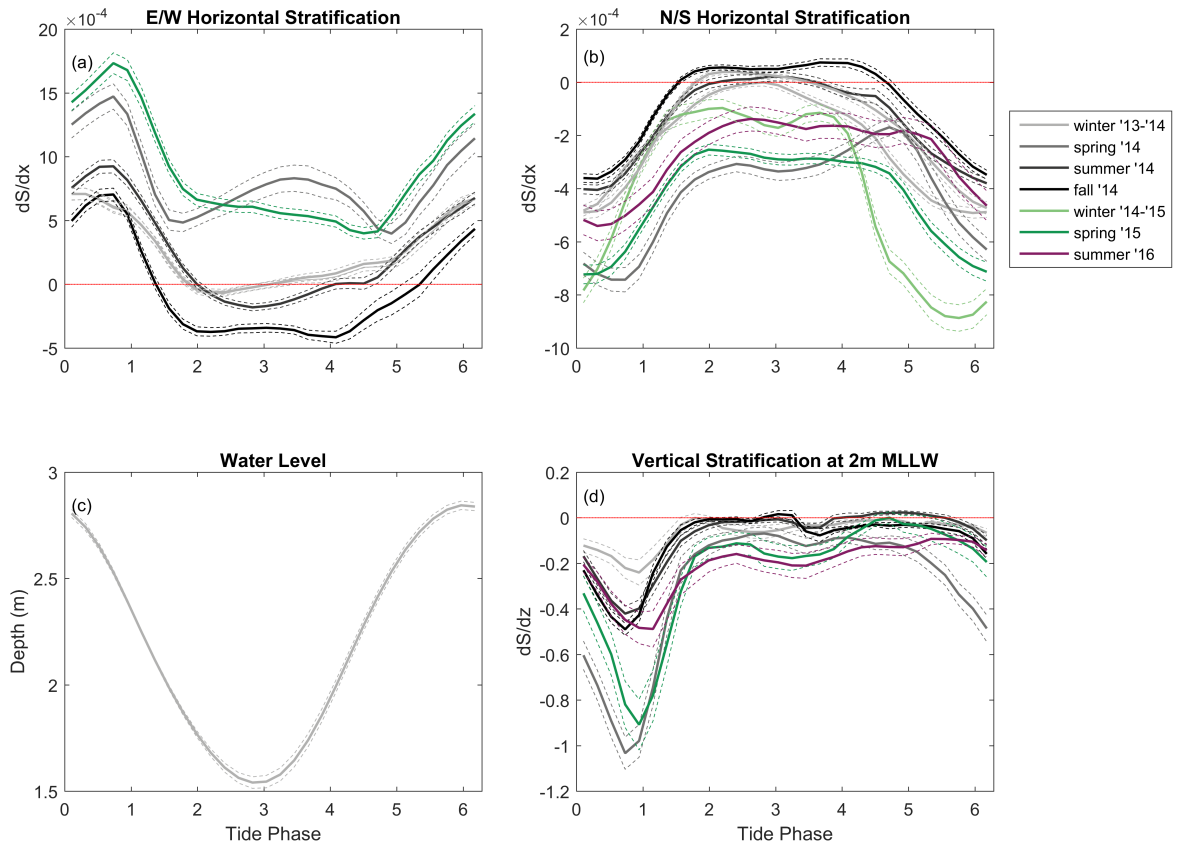 E/W Horizontal Stratification
×10-4
(a)
20
15
10
5
0
-5
dS/dx
0 1 2 3 4 5 6
N/S Horizontal Stratification
×10-4
(b)
2
0
-2
-4
-6
-8
-10
dS/dx
0 1 2 3 4 5 6
winter '13-'14
spring '14
summer '14
fall '14
winter '14-'15
spring '15
summer '16
Water Level
(c)
3
2.5
2
1.5
Depth (m)
0 1 2 3 4 5 6
Tide Phase
Vertical Stratification at 2m MLLW
(d)
0.2
0
-0.2
-0.4
-0.6
-0.8
-1
-1.2
dS/dz
0 1 2 3 4 5 6
Tide Phase